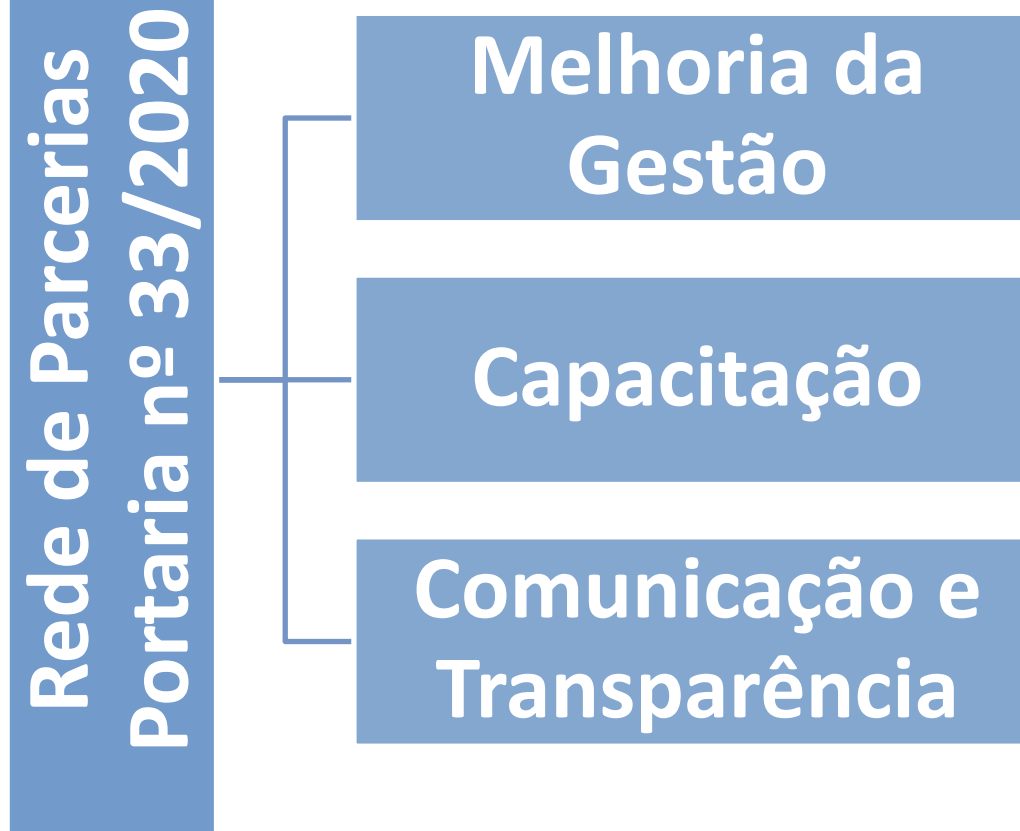 Rede de Parcerias
Portaria nº 33/2020
Melhoria da
Gestão
Capacitação
Comunicação e
Transparência